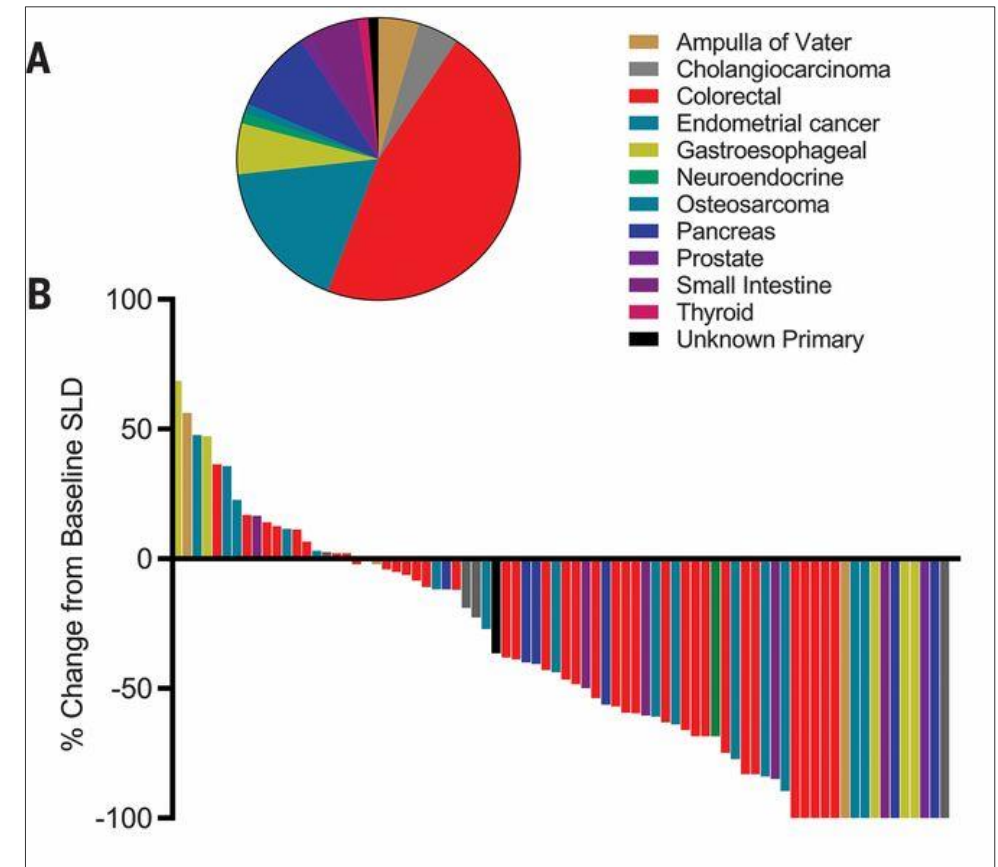 A
Ampulla of Vater
Cholangiocarcinoma
Colorectal
Endometrial cancer
Gastroesophageal
Neuroendocrine
Osteosarcoma
Pancreas
Prostate
Small Intestine
Thyroid
Unknown Primary
B
% Change from Baseline SLD
100
50
0
-50
-100